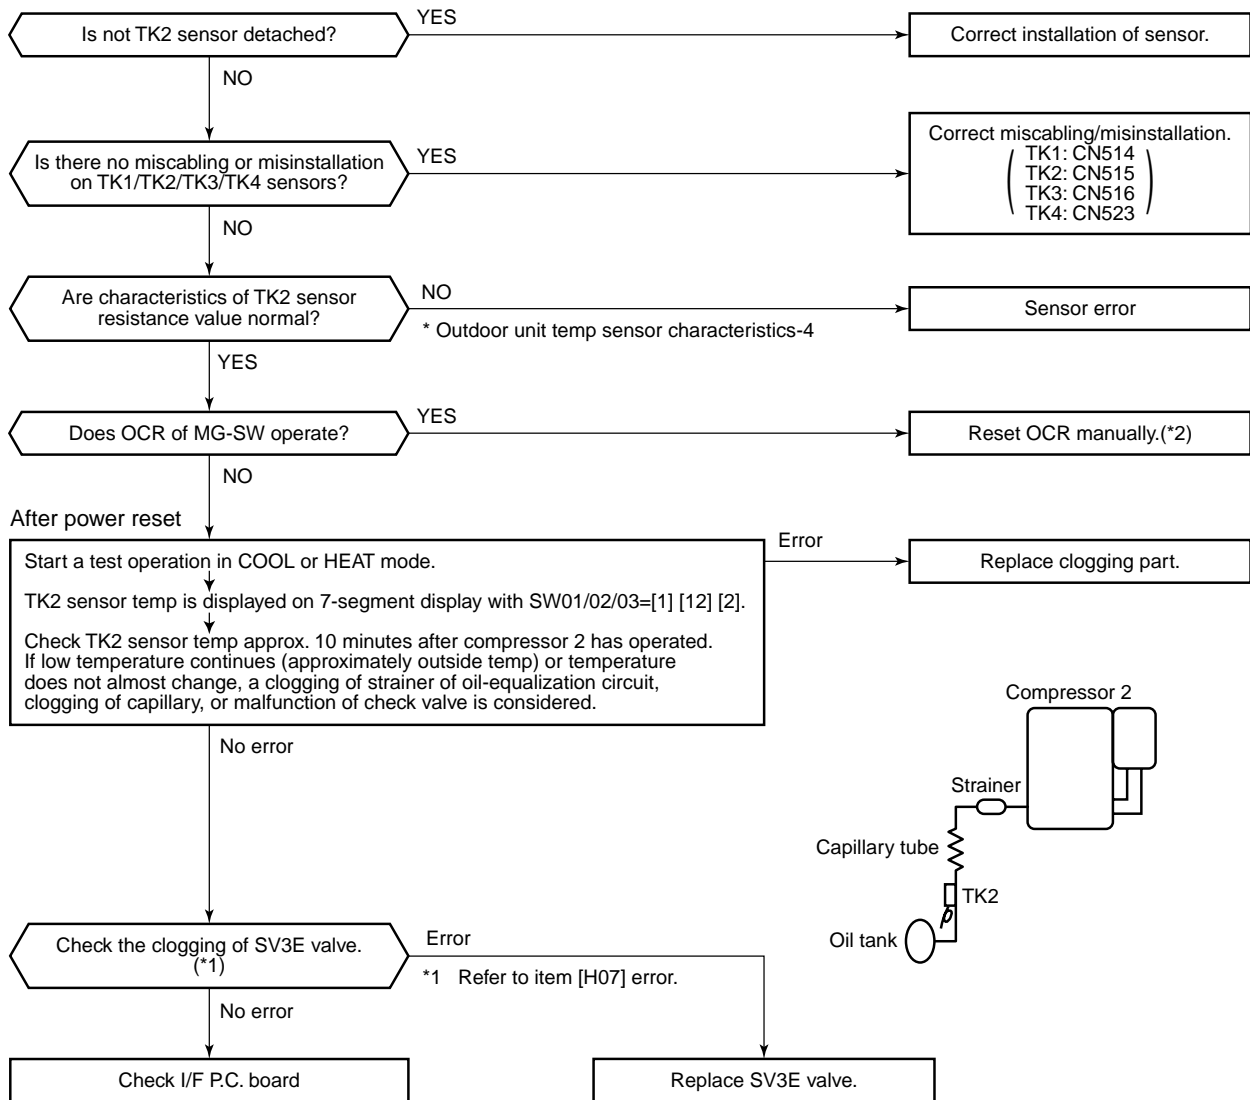 Is not TK2 sensor detached?
YES
Correct installation of sensor.
NO
Is there no miscabling or misinstallation
on TK1/TK2/TK3/TK4 sensors?
YES
Correct miscabling/misinstallation.
TK1: CN514
TK2: CN515
TK3: CN516
TK4: CN523
NO
Are characteristics of TK2 sensor
resistance value normal?
NO
* Outdoor unit temp sensor characteristics-4
Sensor error
YES
Does OCR of MG-SW operate?
YES
Reset OCR manually.(*2)
NO
After power reset
Start a test operation in COOL or HEAT mode.
TK2 sensor temp is displayed on 7-segment display with SW01/02/03=[1] [12] [2].
Check TK2 sensor temp approx. 10 minutes after compressor 2 has operated.
If low temperature continues (approximately outside temp) or temperature
does not almost change, a clogging of strainer of oil-equalization circuit,
clogging of capillary, or malfunction of check valve is considered.
Error
Replace clogging part.
No error
Compressor 2
Strainer
Capillary tube
TK2
Oil tank
Check the clogging of SV3E valve.
(*1)
Error
*1 Refer to item [H07] error.
No error
Check I/F P.C. board
Replace SV3E valve.